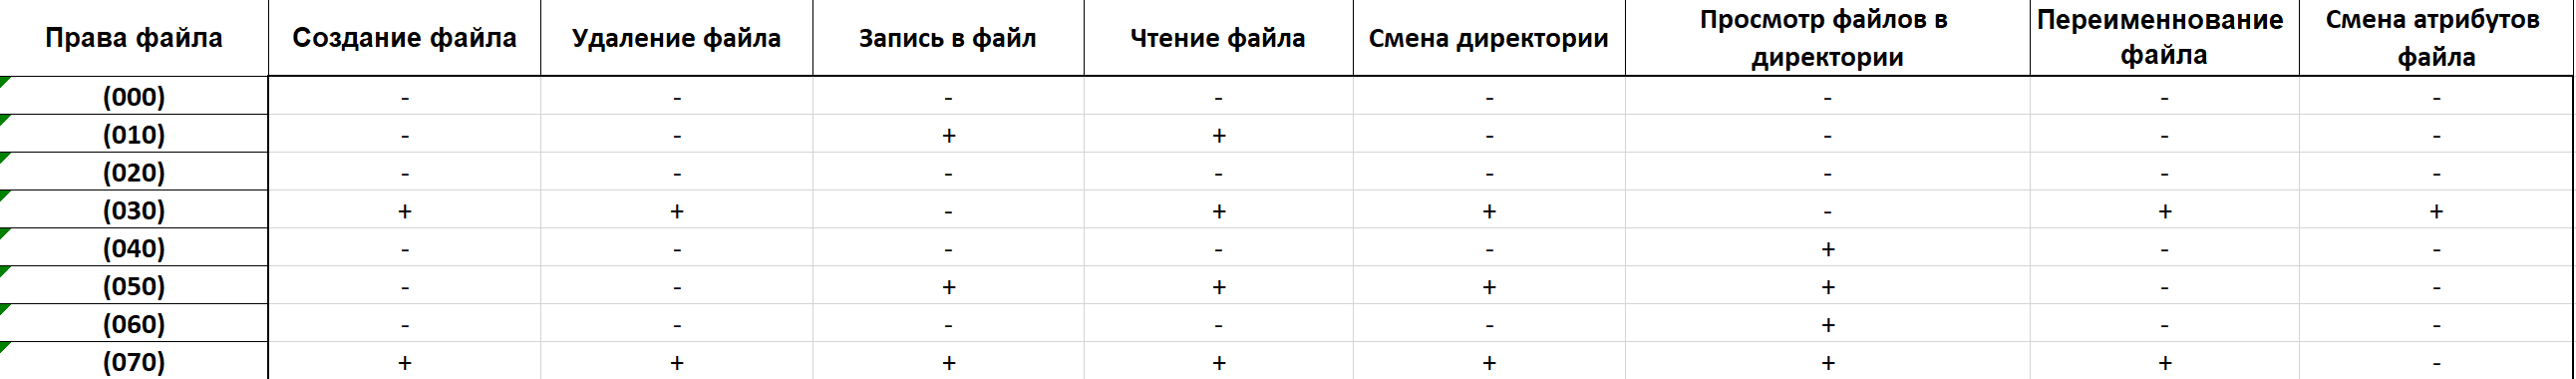 Права файла Создание файла Удаление файла Запись в файл Чтение файла Смена директории Просмотр файлов в директории Переименнование файла Смена атрибутов файла
(000) - - - - - - - -
(010) - - + + - - - -
(020) - - - - - - - -
(030) + + - + + - + +
(040) - - - - - + - -
(050) - - + + + + - -
(060) - - - - - + - -
(070) + + + + + + + -